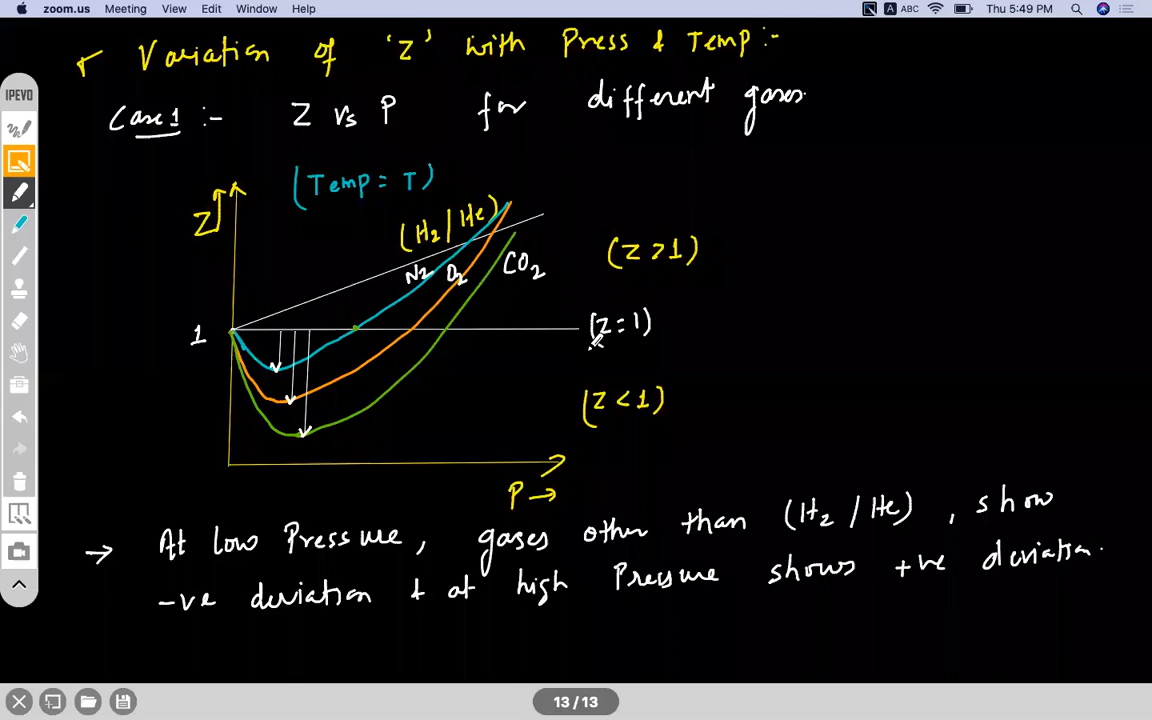 zoom.us Meeting View Edit Window Help A ABC Thu 5:49 PM
Variation of 'Z' with Press & Temp :-
IPEVO
Case 1 :- Z vs P for different gases.
(Temp = T)
Z
(H2 / He)
N2 O2 CO2
(Z > 1)
1
(Z = 1)
(Z < 1)
P →
→ At low Pressure, gases other than (H2 / He), show
-ve deviation & at high Pressure shows +ve deviation.
13 / 13